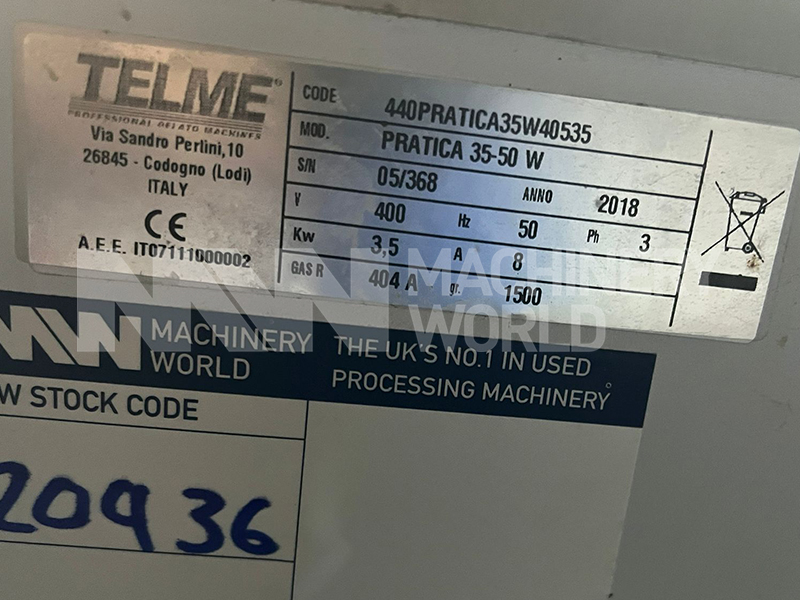 TELME
PROFESSIONAL GELATO MACHINES
Via Sandro Perlini,10
26845 - Codogno (Lodi)
ITALY
CE
A.E.E. IT07111000002
CODE 440PRATICA35W40535
MOD. PRATICA 35-50 W
S/N 05/368 ANNO 2018
V 400 Hz 50 Ph 3
Kw 3,5 A 8
GAS R 404 A gr. 1500
MW MACHINERY WORLD
MW MACHINERY
WORLD
THE UK'S NO.1 IN USED
PROCESSING MACHINERY
W STOCK CODE
20936